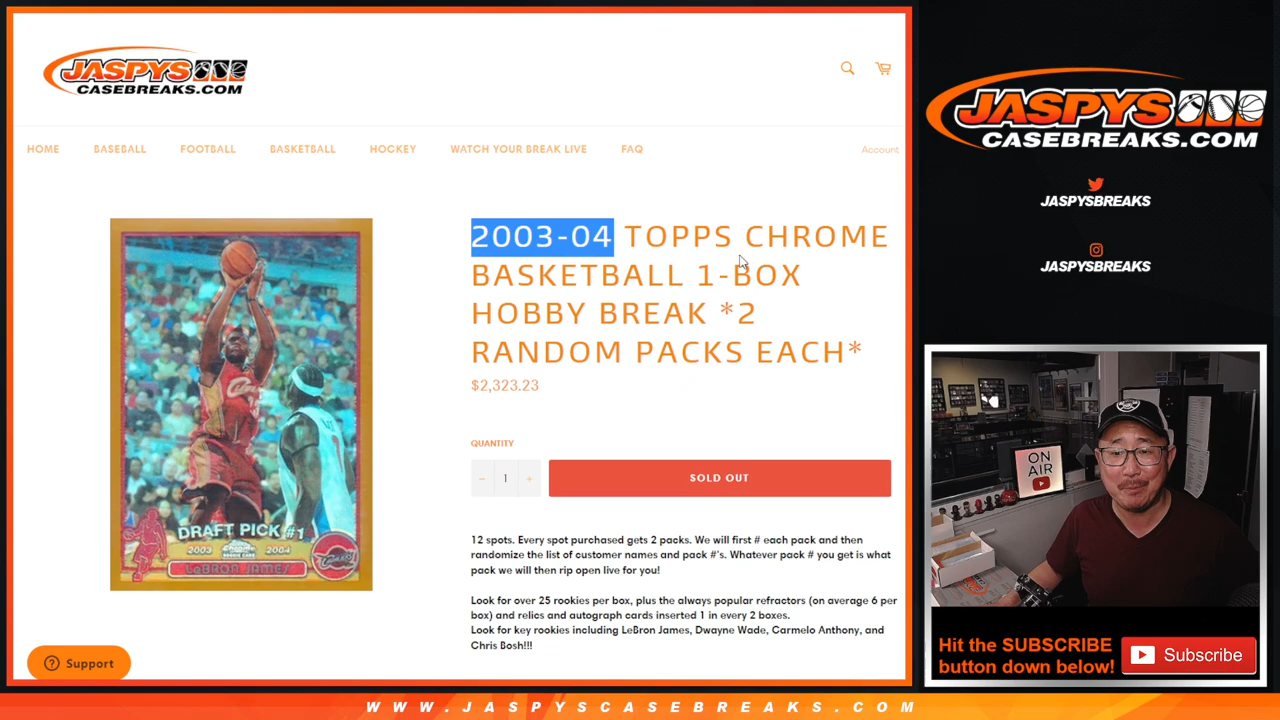 JASPYS
CASEBREAKS.COM
HOME BASEBALL FOOTBALL BASKETBALL HOCKEY WATCH YOUR BREAK LIVE FAQ Account
2003-04 TOPPS CHROME
BASKETBALL 1-BOX
HOBBY BREAK *2
RANDOM PACKS EACH*
$2,323.23
QUANTITY
− 1 +
SOLD OUT
12 spots. Every spot purchased gets 2 packs. We will first # each pack and then
randomize the list of customer names and pack #'s. Whatever pack # you get is what
pack we will then rip open live for you!
Look for over 25 rookies per box, plus the always popular refractors (on average 6 per
box) and relics and autograph cards inserted 1 in every 2 boxes.
Look for key rookies including LeBron James, Dwayne Wade, Carmelo Anthony, and
Chris Bosh!!!
DRAFT PICK #1
2003 Chrome 2004
ROOKIE CARD
LeBRON JAMES
Support
JASPYS
CASEBREAKS.COM
JASPYSBREAKS
JASPYSBREAKS
ON
AIR
Hit the SUBSCRIBE
button down below!
Subscribe
WWW.JASPYSCASEBREAKS.COM